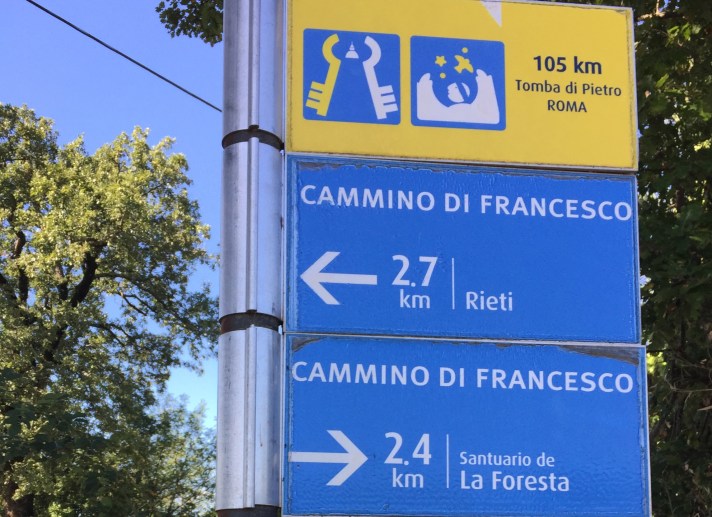 105 km
Tomba di Pietro
ROMA
CAMMINO DI FRANCESCO
2.7
km
Rieti
CAMMINO DI FRANCESCO
2.4
km
Santuario de
La Foresta